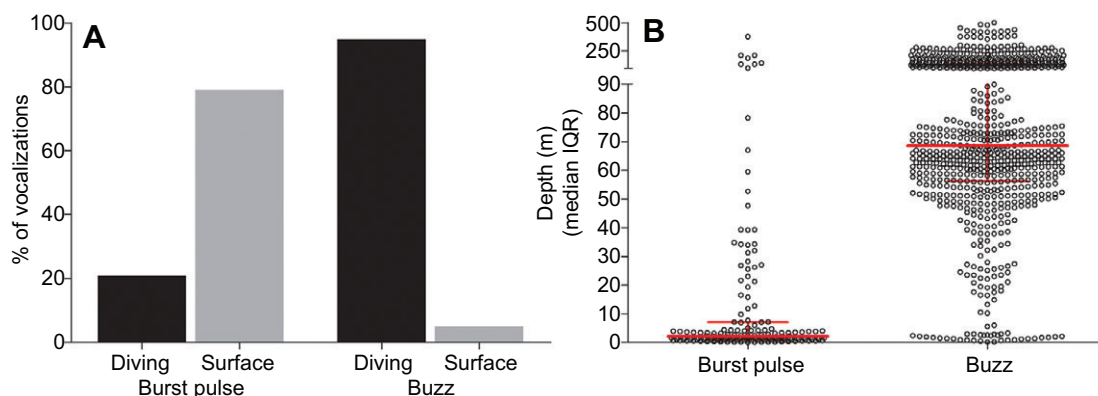 A
% of vocalizations
100
80
60
40
20
0
Diving Surface Diving Surface
Burst pulse Buzz
B
Depth (m)
(median IQR)
500
250
90
80
70
60
50
40
30
20
10
0
Burst pulse Buzz